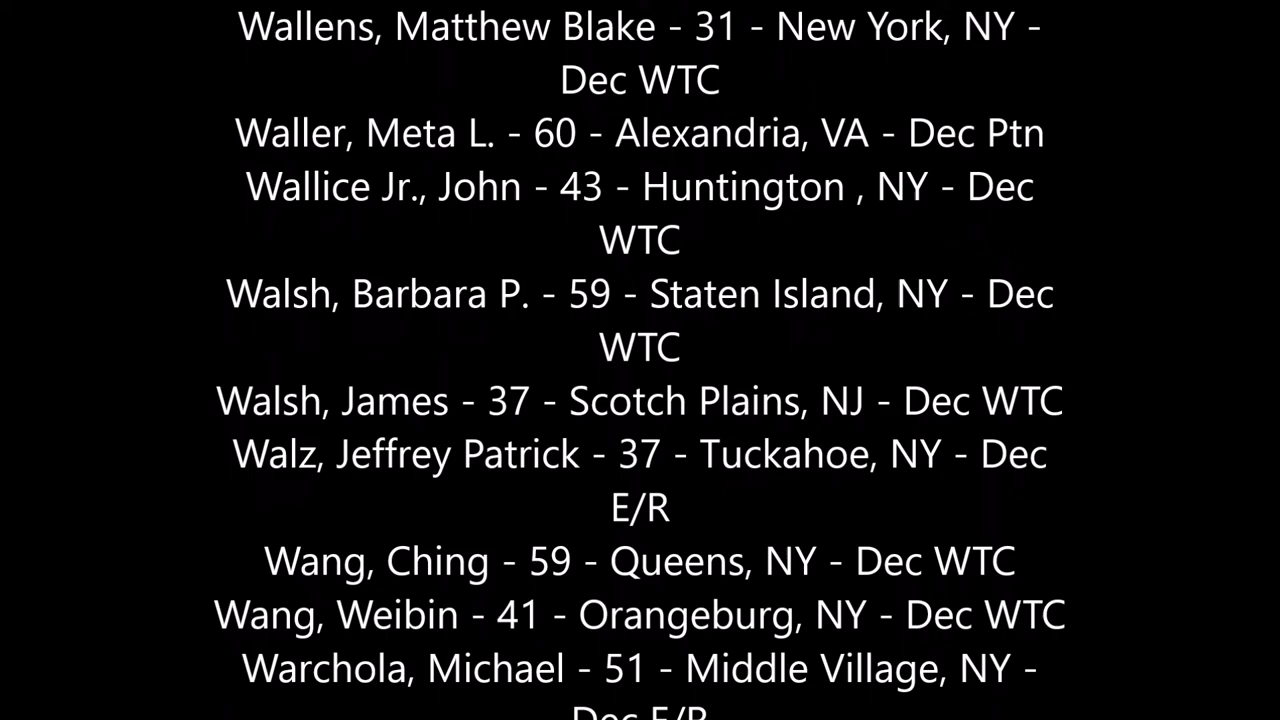 Wallens, Matthew Blake - 31 - New York, NY -
Dec WTC
Waller, Meta L. - 60 - Alexandria, VA - Dec Ptn
Wallice Jr., John - 43 - Huntington , NY - Dec
WTC
Walsh, Barbara P. - 59 - Staten Island, NY - Dec
WTC
Walsh, James - 37 - Scotch Plains, NJ - Dec WTC
Walz, Jeffrey Patrick - 37 - Tuckahoe, NY - Dec
E/R
Wang, Ching - 59 - Queens, NY - Dec WTC
Wang, Weibin - 41 - Orangeburg, NY - Dec WTC
Warchola, Michael - 51 - Middle Village, NY -
Dec E/R